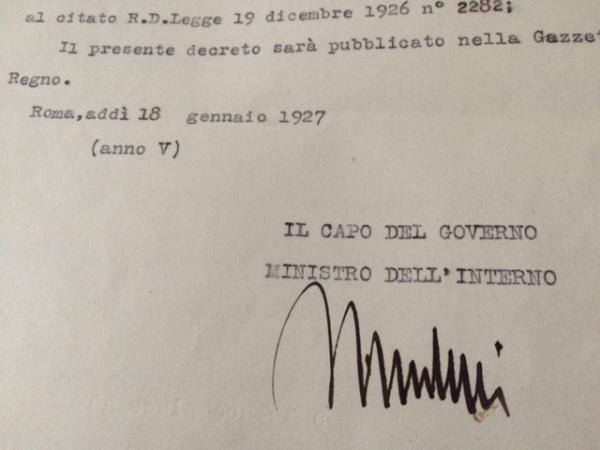 al citato R.D.Legge 19 dicembre 1926 n° 2282;
Il presente decreto sarà pubblicato nella Gazzet
Regno.
Roma,addì 18 gennaio 1927
(anno V)
IL CAPO DEL GOVERNO
MINISTRO DELL'INTERNO